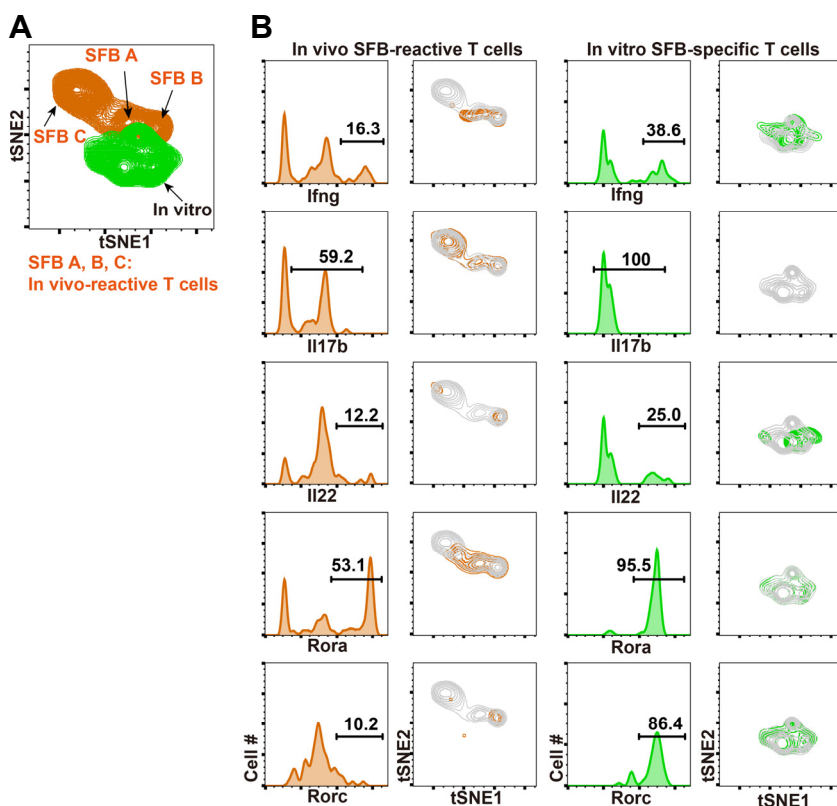 A
SFB A
SFB B
SFB C
In vitro
tSNE2
tSNE1
SFB A, B, C:
In vivo-reactive T cells
B
In vivo SFB-reactive T cells
In vitro SFB-specific T cells
16.3
38.6
Ifng
Ifng
59.2
100
Il17b
Il17b
12.2
25.0
Il22
Il22
53.1
95.5
Rora
Rora
10.2
86.4
Cell #
tSNE2
Cell #
tSNE2
Rorc
tSNE1
Rorc
tSNE1